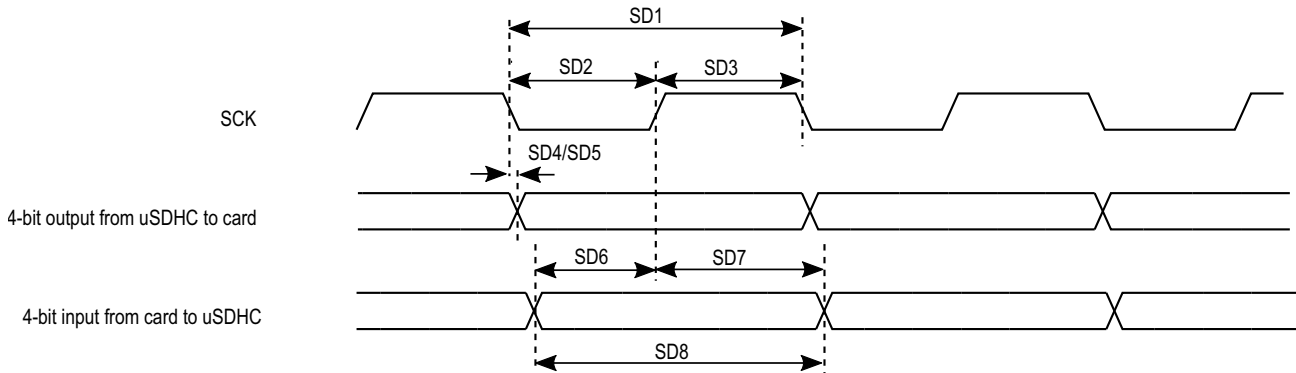 SD1
SD2
SD3
SCK
SD4/SD5
4-bit output from uSDHC to card
SD6
SD7
4-bit input from card to uSDHC
SD8